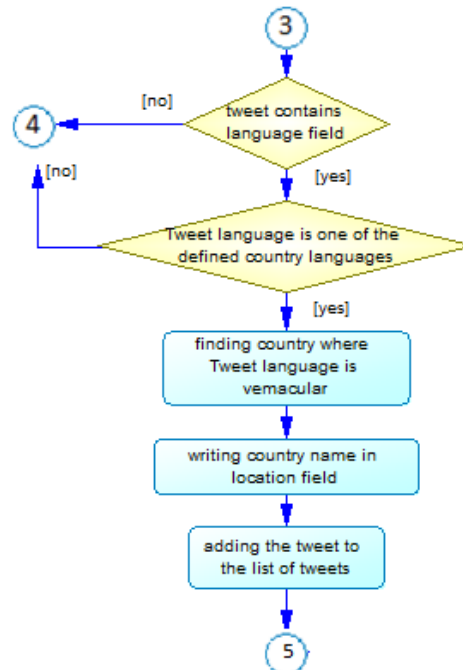 3
tweet contains
language field
[no]
4
[yes]
[no]
Tweet language is one of the
defined country languages
[yes]
finding country where
Tweet language is
vernacular
writing country name in
location field
adding the tweet to
the list of tweets
5